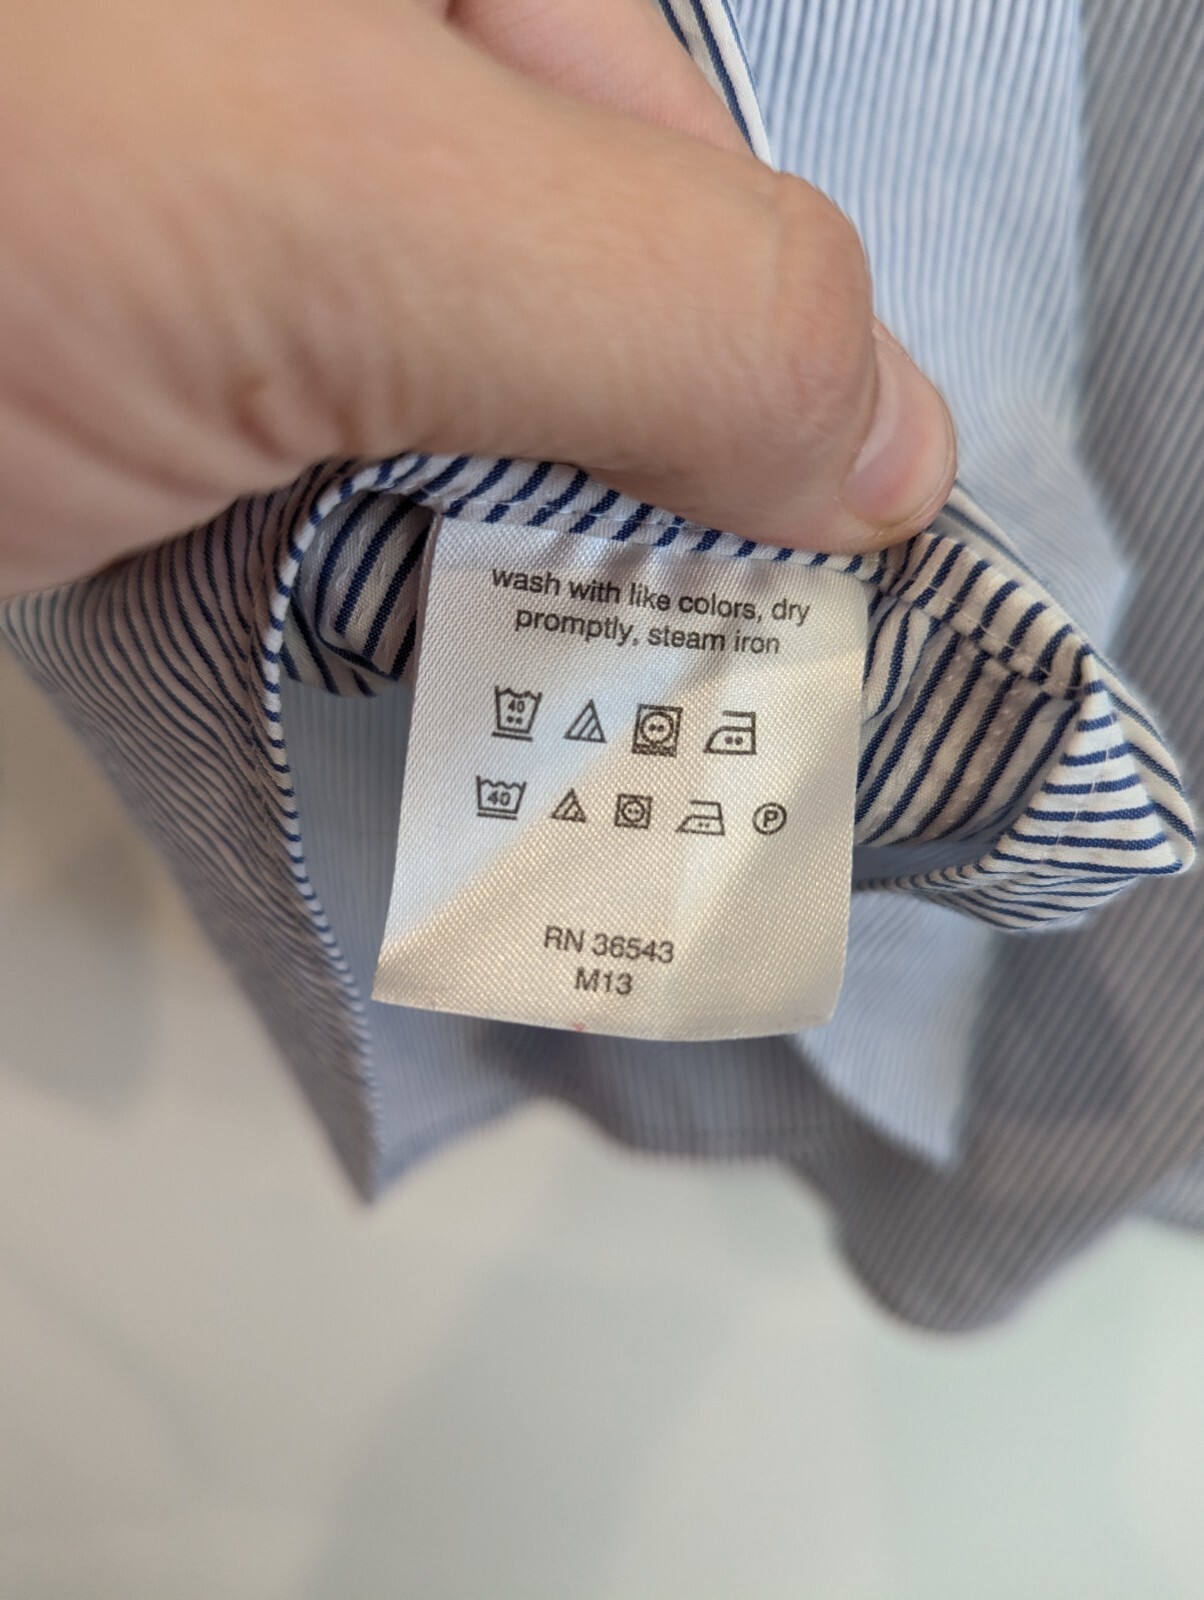 wash with like colors, dry
promptly, steam iron
40
40 P
RN 36543
M13